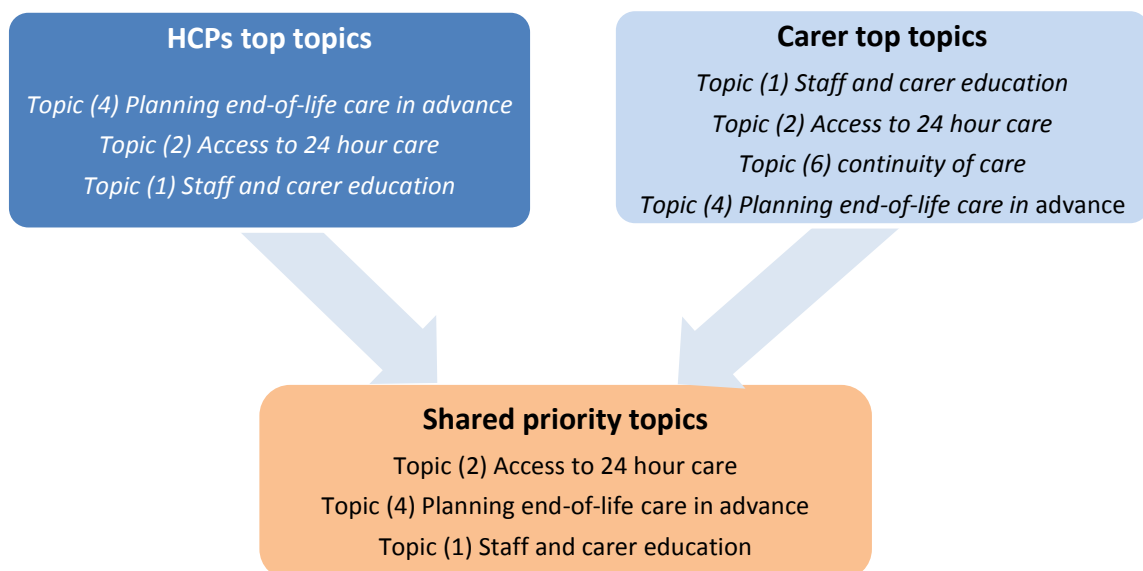 HCPs top topics
Topic (4) Planning end-of-life care in advance
Topic (2) Access to 24 hour care
Topic (1) Staff and carer education
Carer top topics
Topic (1) Staff and carer education
Topic (2) Access to 24 hour care
Topic (6) continuity of care
Topic (4) Planning end-of-life care in advance
Shared priority topics
Topic (2) Access to 24 hour care
Topic (4) Planning end-of-life care in advance
Topic (1) Staff and carer education